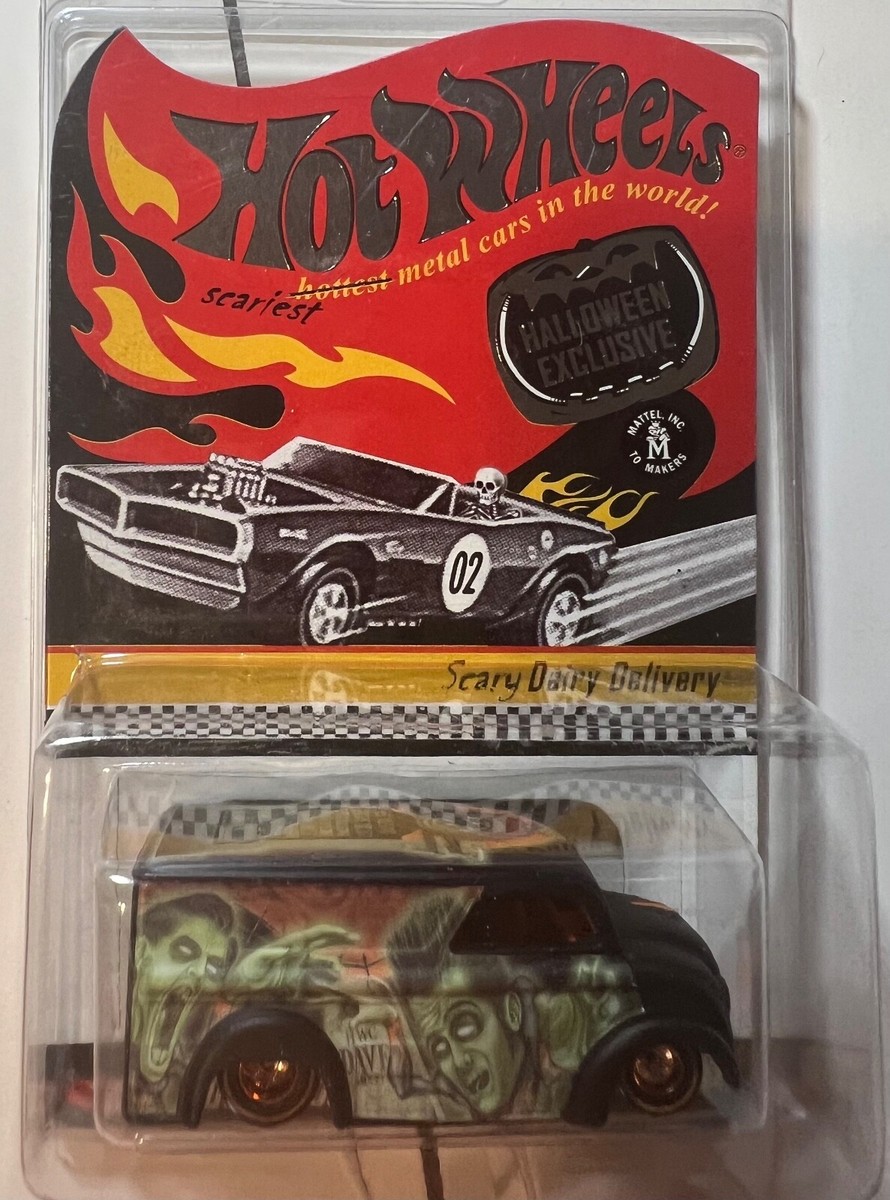 Hot Wheels®
hottest metal cars in the world!
scariest
HALLOWEEN
EXCLUSIVE
MATTEL, INC.
M
TO MAKERS
02
Scary Dairy Delivery